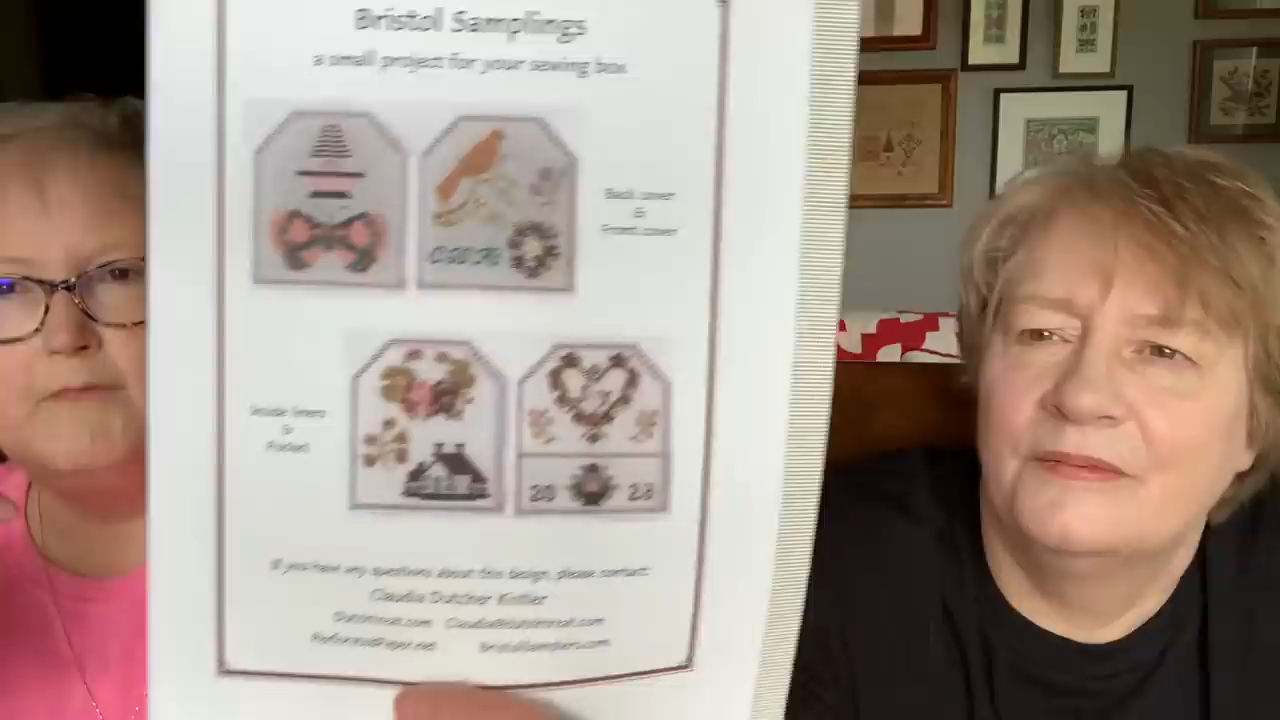 Bristol Samplings
a small project for your sewing box
Back cover
&
Front cover
Inside liners
&
Pocket
20 23
If you have any questions about this design, please contact:
Claudia Dutcher Kistler